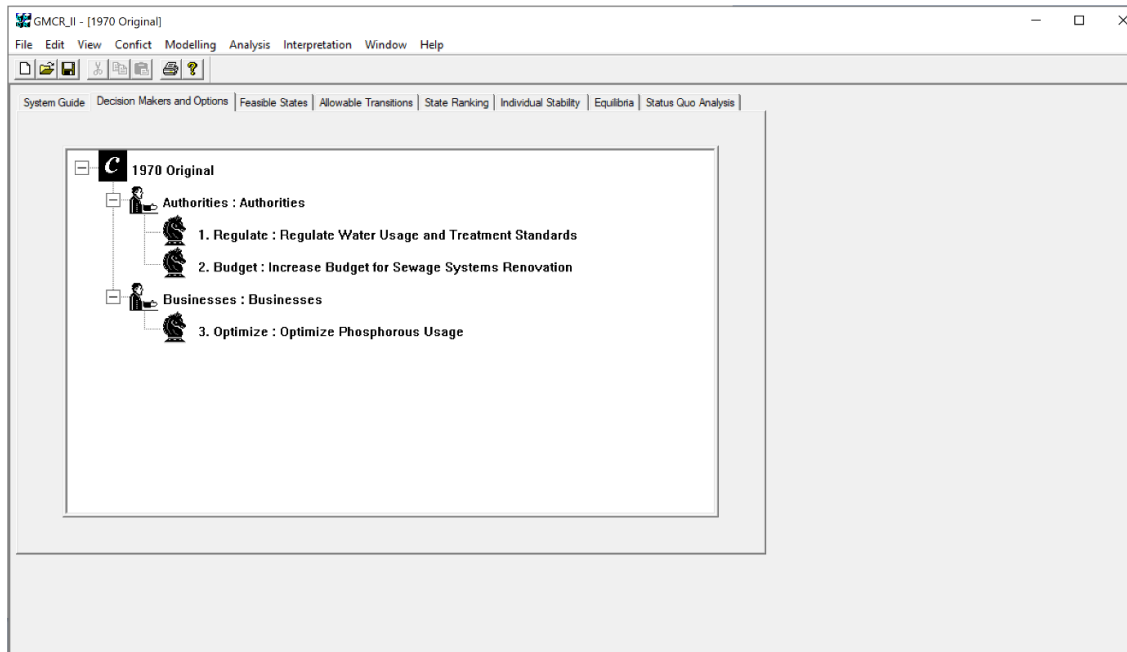 GMCR_II - [1970 Original]
File Edit View Confict Modelling Analysis Interpretation Window Help
System Guide Decision Makers and Options Feasible States Allowable Transitions State Ranking Individual Stability Equilibria Status Quo Analysis
C 1970 Original
Authorities : Authorities
1. Regulate : Regulate Water Usage and Treatment Standards
2. Budget : Increase Budget for Sewage Systems Renovation
Businesses : Businesses
3. Optimize : Optimize Phosphorous Usage